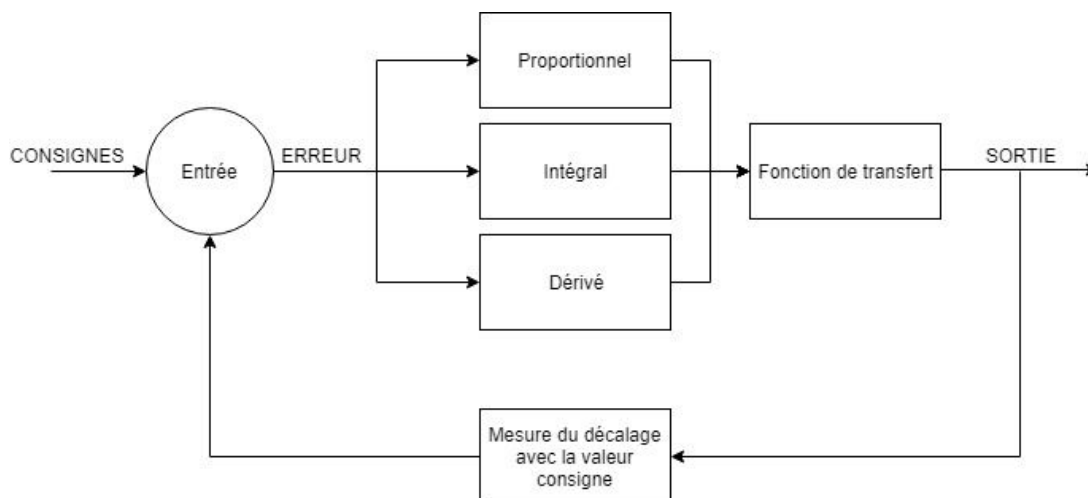 Proportionnel
CONSIGNES
Entrée
ERREUR
Intégral
Fonction de transfert
SORTIE
Dérivé
Mesure du décalage
avec la valeur
consigne